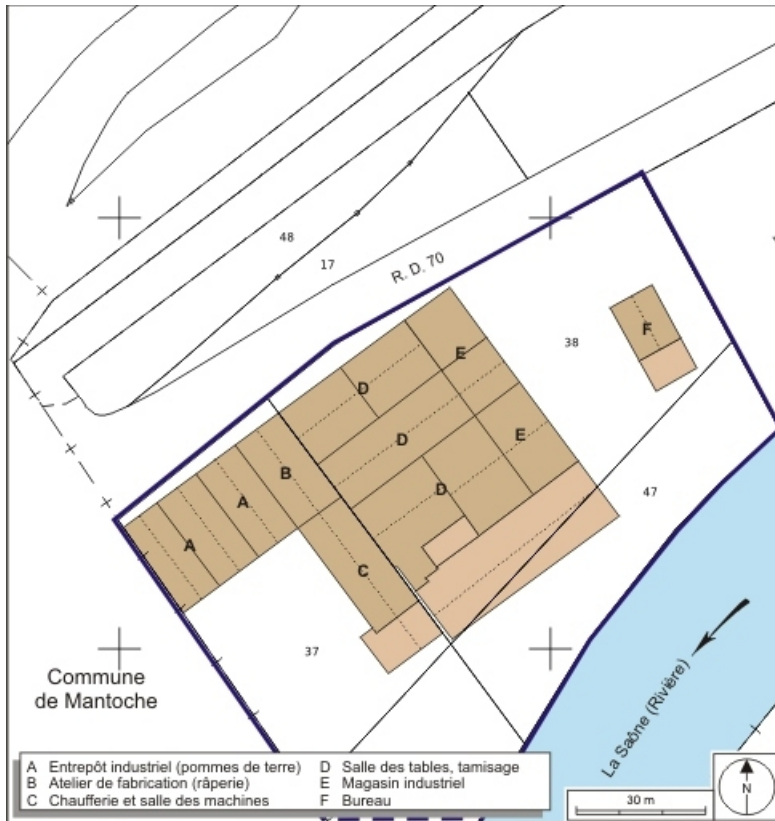 48
17
R. D. 70
38
F
E
D
D
E
B
A
D
47
A
C
37
Commune
de Mantoche
La Saône (Rivière)
A Entrepôt industriel (pommes de terre)
B Atelier de fabrication (râperie)
C Chaufferie et salle des machines
D Salle des tables, tamisage
E Magasin industriel
F Bureau
30 m
N